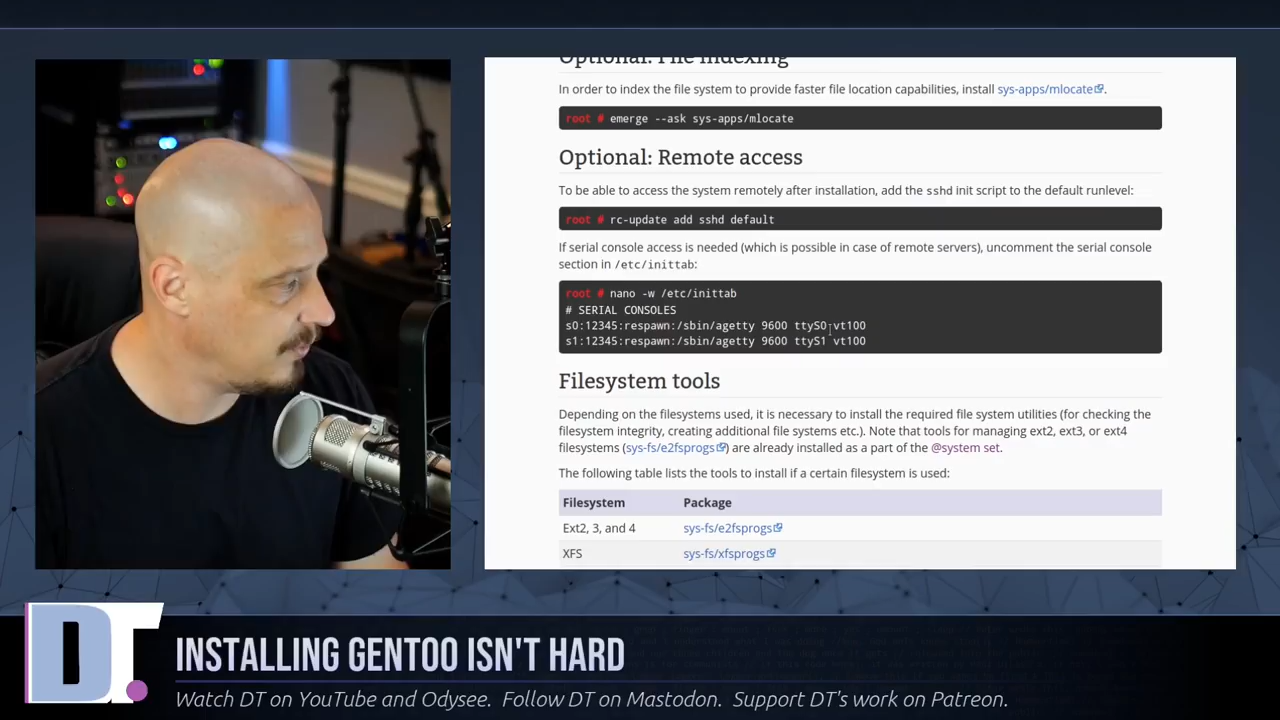 Optional: File indexing
In order to index the file system to provide faster file location capabilities, install sys-apps/mlocate.
root # emerge --ask sys-apps/mlocate
Optional: Remote access
To be able to access the system remotely after installation, add the sshd init script to the default runlevel:
root # rc-update add sshd default
If serial console access is needed (which is possible in case of remote servers), uncomment the serial console
section in /etc/inittab:
root # nano -w /etc/inittab
# SERIAL CONSOLES
s0:12345:respawn:/sbin/agetty 9600 ttyS0 vt100
s1:12345:respawn:/sbin/agetty 9600 ttyS1 vt100
Filesystem tools
Depending on the filesystems used, it is necessary to install the required file system utilities (for checking the
filesystem integrity, creating additional file systems etc.). Note that tools for managing ext2, ext3, or ext4
filesystems (sys-fs/e2fsprogs) are already installed as a part of the @system set.
The following table lists the tools to install if a certain filesystem is used:
Filesystem Package
Ext2, 3, and 4 sys-fs/e2fsprogs
XFS sys-fs/xfsprogs
DT.
INSTALLING GENTOO ISN'T HARD
Watch DT on YouTube and Odysee. Follow DT on Mastodon. Support DT's work on Patreon.